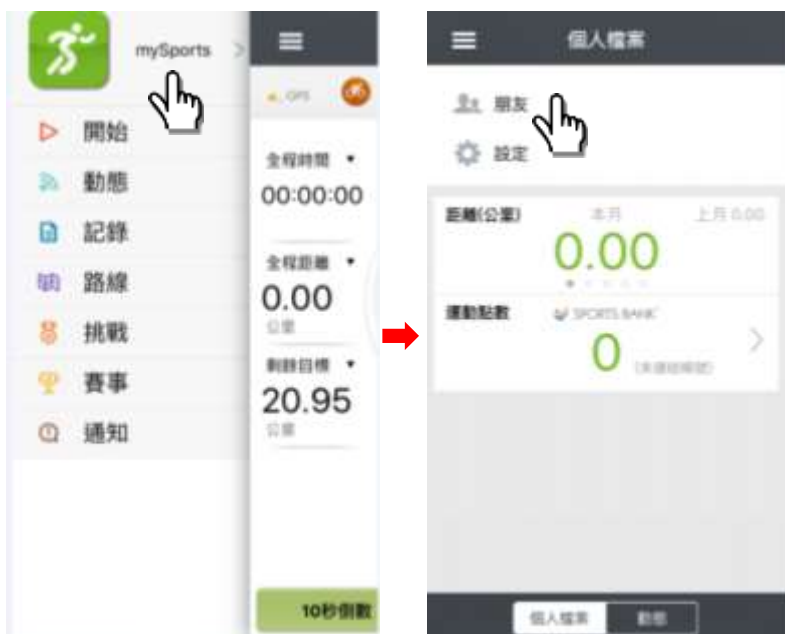 mySports
開始
動態
記錄
路線
挑戰
賽事
通知
GPS
全程時間
00:00:00
全程距離
0.00
公里
剩餘目標
20.95
公里
10秒倒數
個人檔案
朋友
設定
距離(公里)
本月
上月 0.00
0.00
運動點數
SPORTS BANK
0
個人檔案
動態